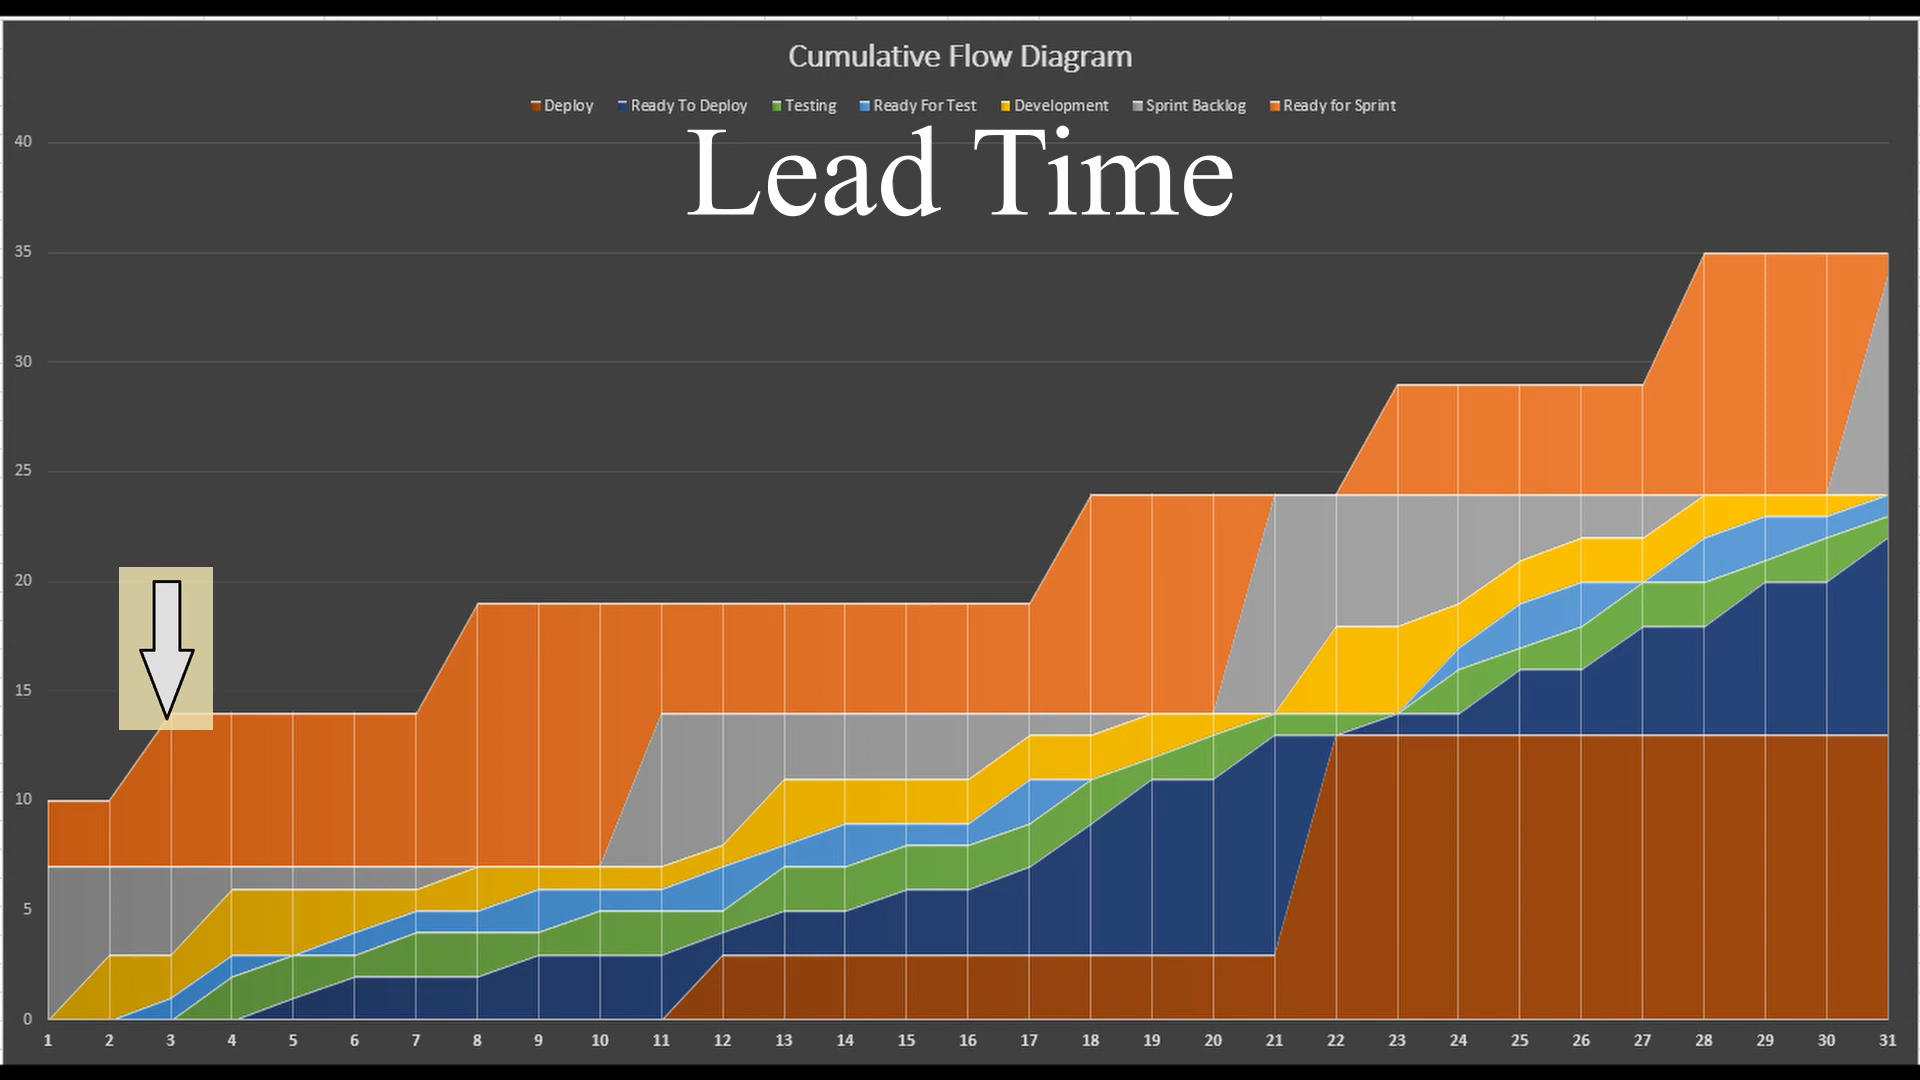 Cumulative Flow Diagram
Deploy Ready To Deploy Testing Ready For Test Development Sprint Backlog Ready for Sprint
Lead Time
40
35
30
25
20
15
10
5
0
1 2 3 4 5 6 7 8 9 10 11 12 13 14 15 16 17 18 19 20 21 22 23 24 25 26 27 28 29 30 31